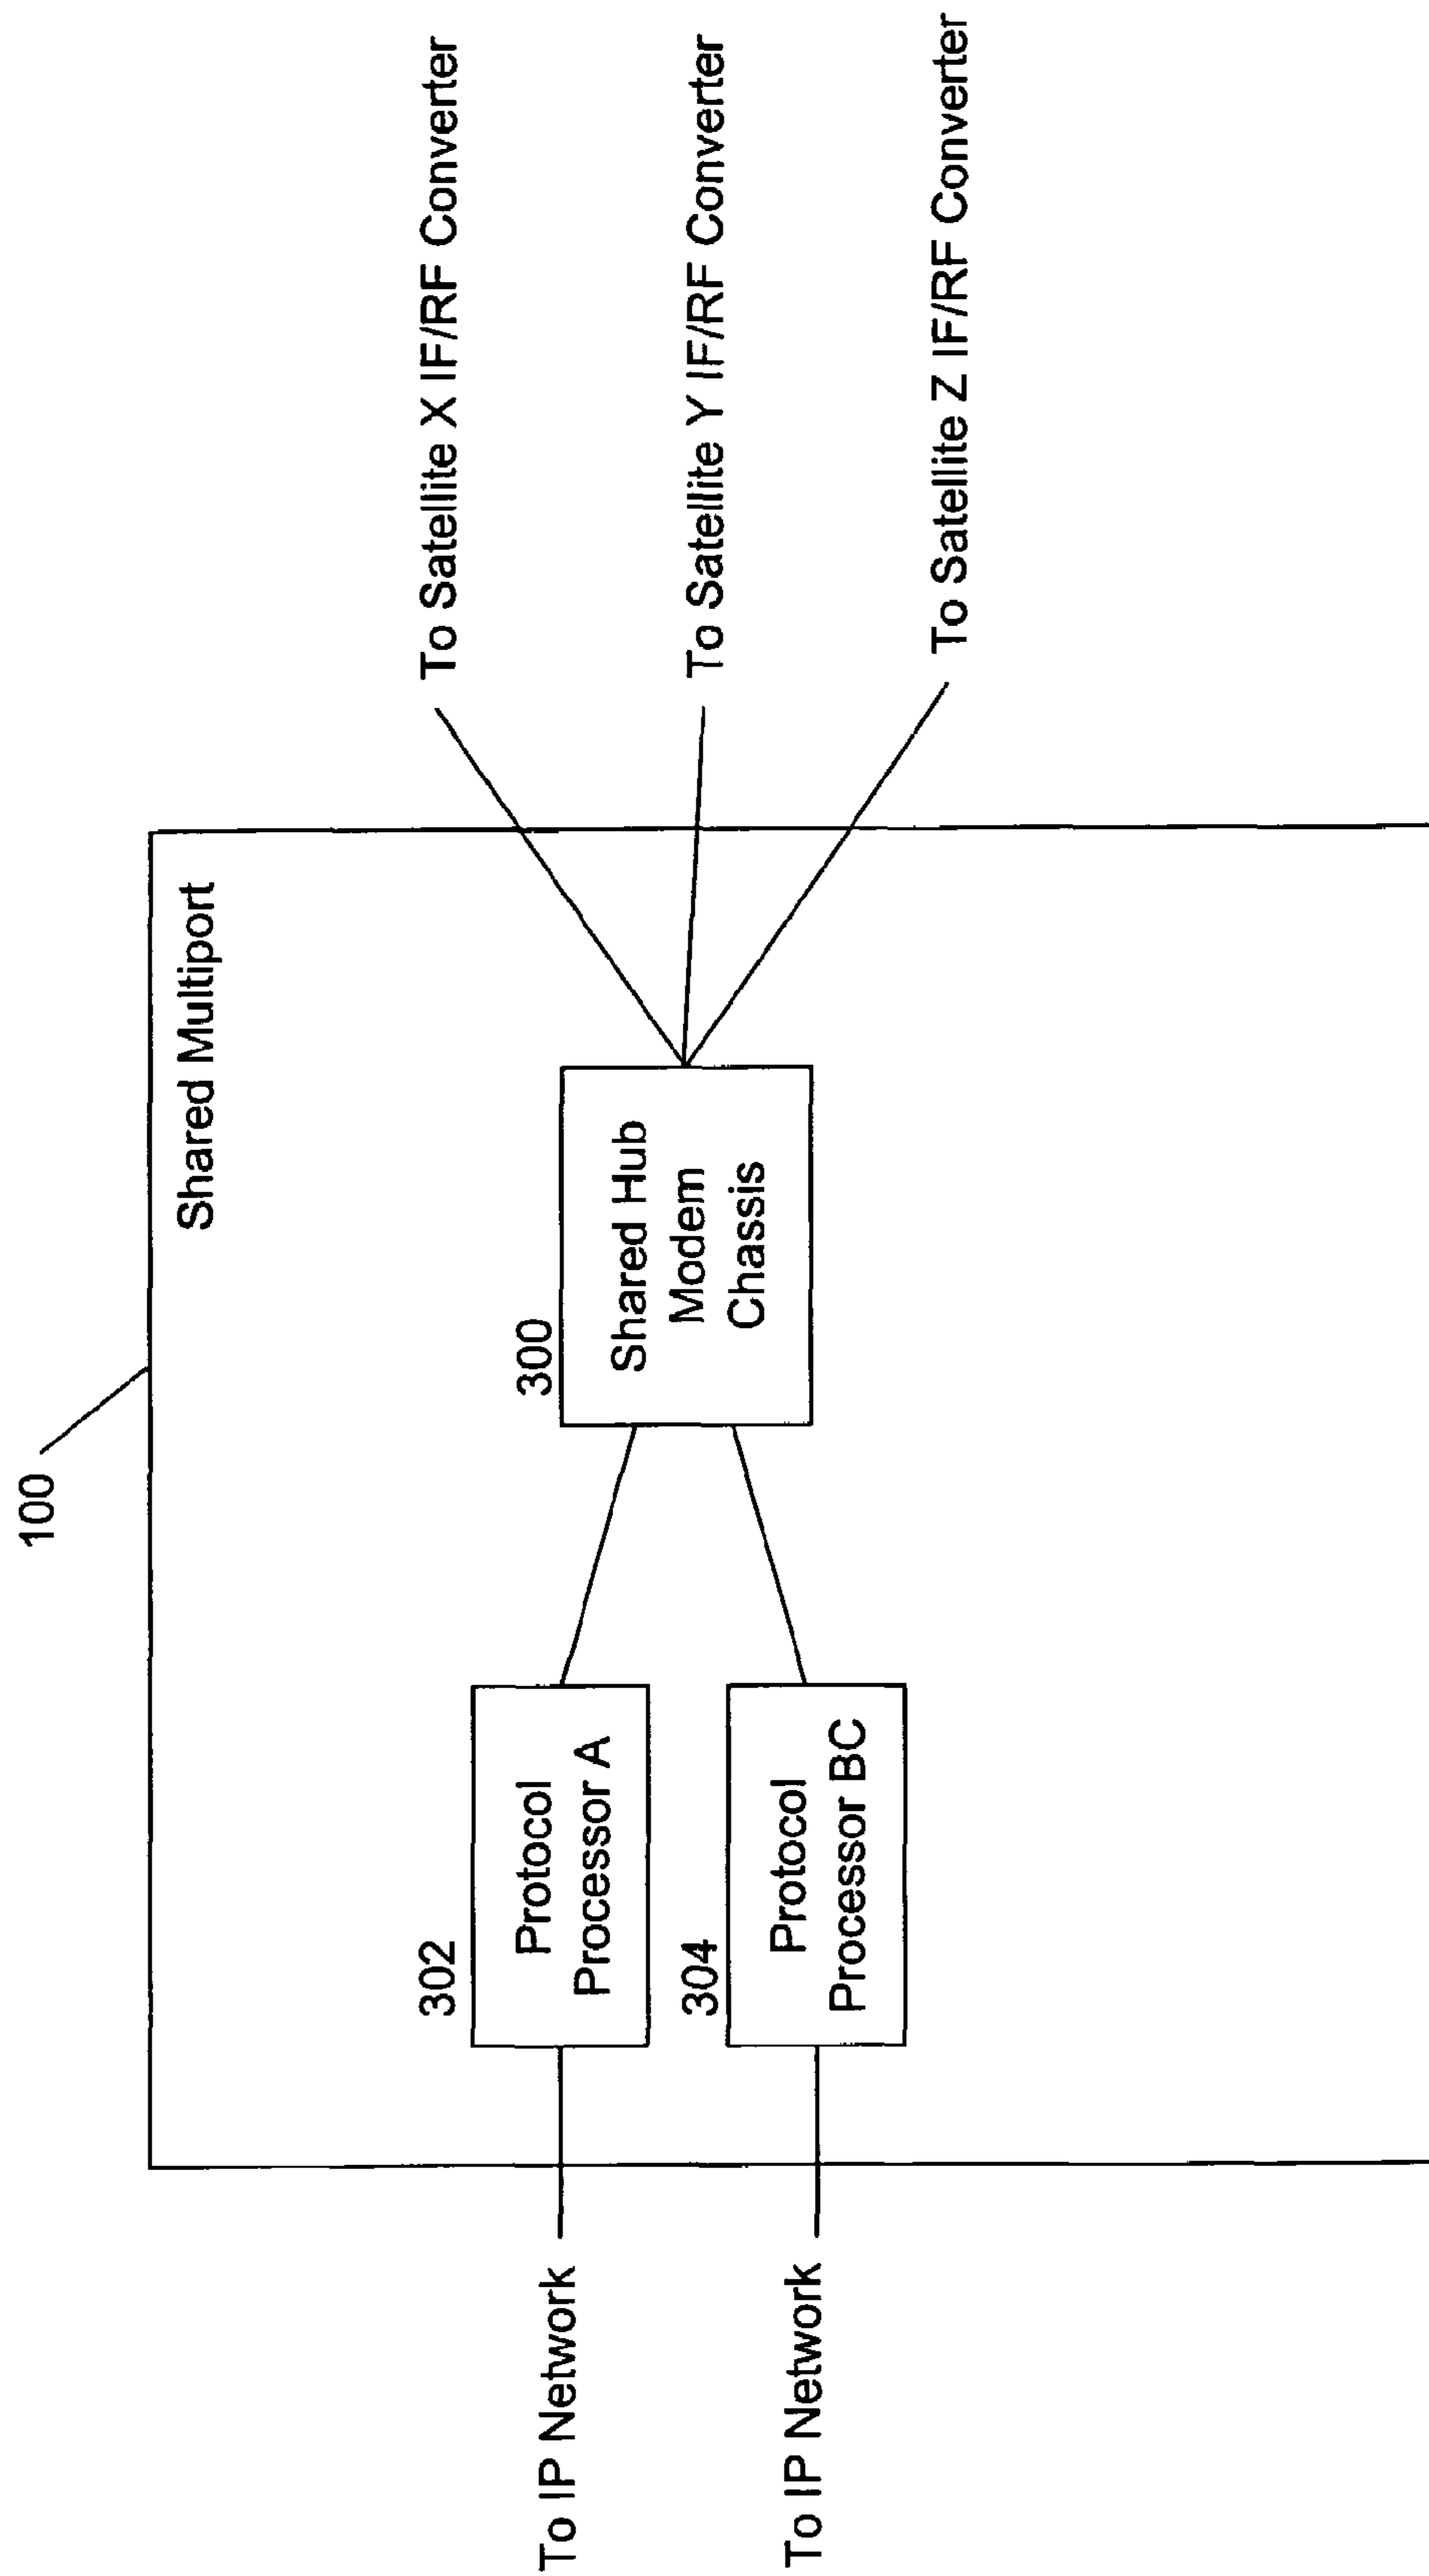 100
Shared Multiport
To IP Network
To IP Network
302
Protocol
Processor A
304
Protocol
Processor BC
300
Shared Hub
Modem
Chassis
To Satellite X IF/RF Converter
To Satellite Y IF/RF Converter
To Satellite Z IF/RF Converter